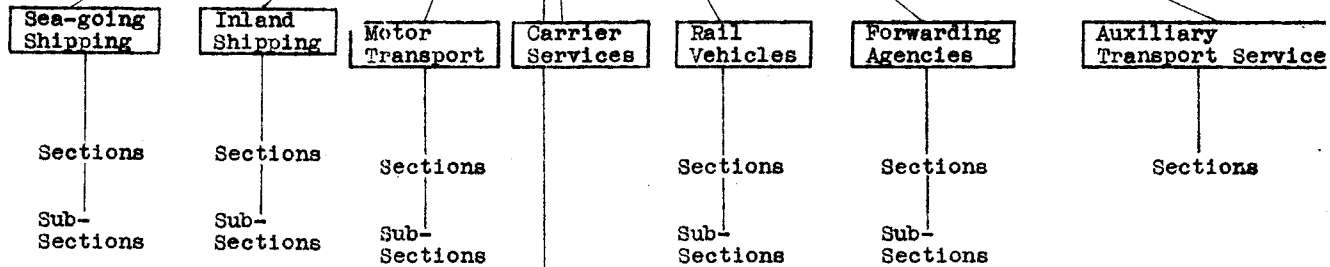 Sea-going
Shipping
Inland
Shipping
Motor
Transport
Carrier
Services
Rail
Vehicles
Forwarding
Agencies
Auxiliary
Transport Service
Sections
Sections
Sections
Sections
Sections
Sections
Sub-
Sections
Sub-
Sections
Sub-
Sections
Sub-
Sections
Sub-
Sections